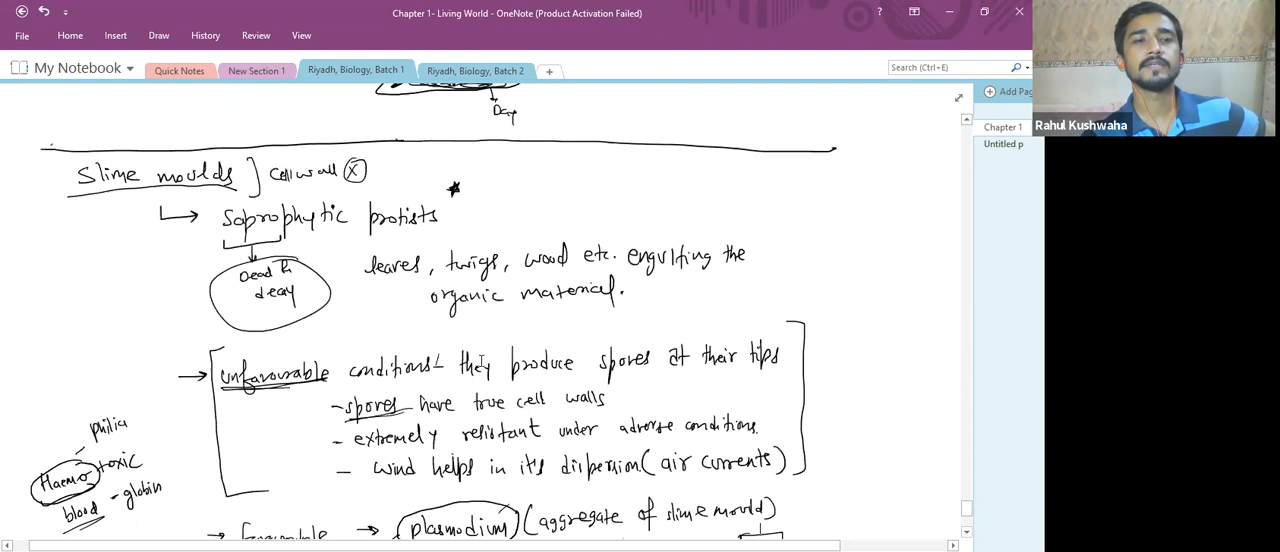 Chapter 1- Living World - OneNote (Product Activation Failed)
?
File Home Insert Draw History Review View
My Notebook Quick Notes New Section 1 Riyadh, Biology, Batch 1 Riyadh, Biology, Batch 2 Search (Ctrl+E)
Add Pag
Chapter 1
Untitled p
Rahul Kushwaha
Slime moulds] Cell wall X
Saprophytic protists
Dead & decay
leaves, twigs, wood etc. engulfing the
organic material.
unfavourable conditions- they produce spores at their tips
- spores have true cell walls
- extremely resistant under adverse conditions.
- wind helps in it's dispersion (air currents)
Haemo - philia
toxic
- globin
blood
favourable → plasmodium (aggregate of slime mould)